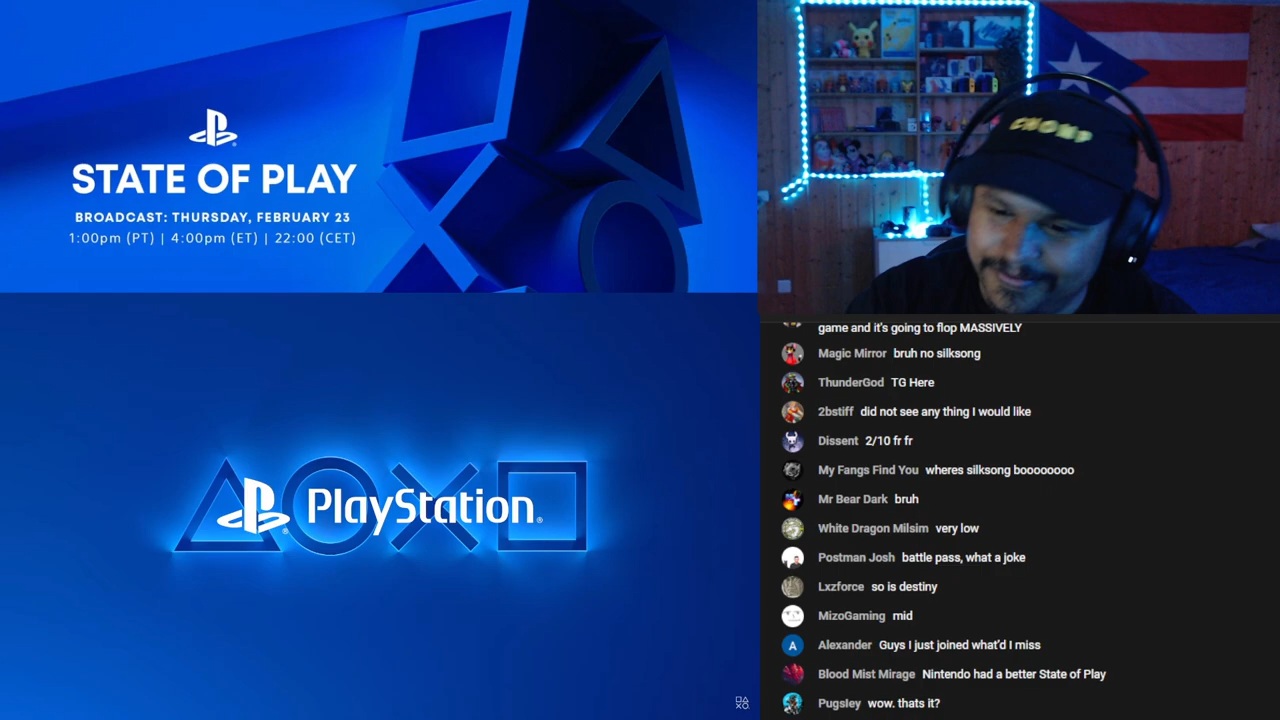 STATE OF PLAY
BROADCAST: THURSDAY, FEBRUARY 23
1:00pm (PT) | 4:00pm (ET) | 22:00 (CET)
PlayStation®
CHOMP
game and it's going to flop MASSIVELY
Magic Mirror bruh no silksong
ThunderGod TG Here
2bstiff did not see any thing I would like
Dissent 2/10 fr fr
My Fangs Find You wheres silksong boooooooo
Mr Bear Dark bruh
White Dragon Milsim very low
Postman Josh battle pass, what a joke
Lxzforce so is destiny
MizoGaming mid
A Alexander Guys I just joined what'd I miss
Blood Mist Mirage Nintendo had a better State of Play
Pugsley wow. thats it?